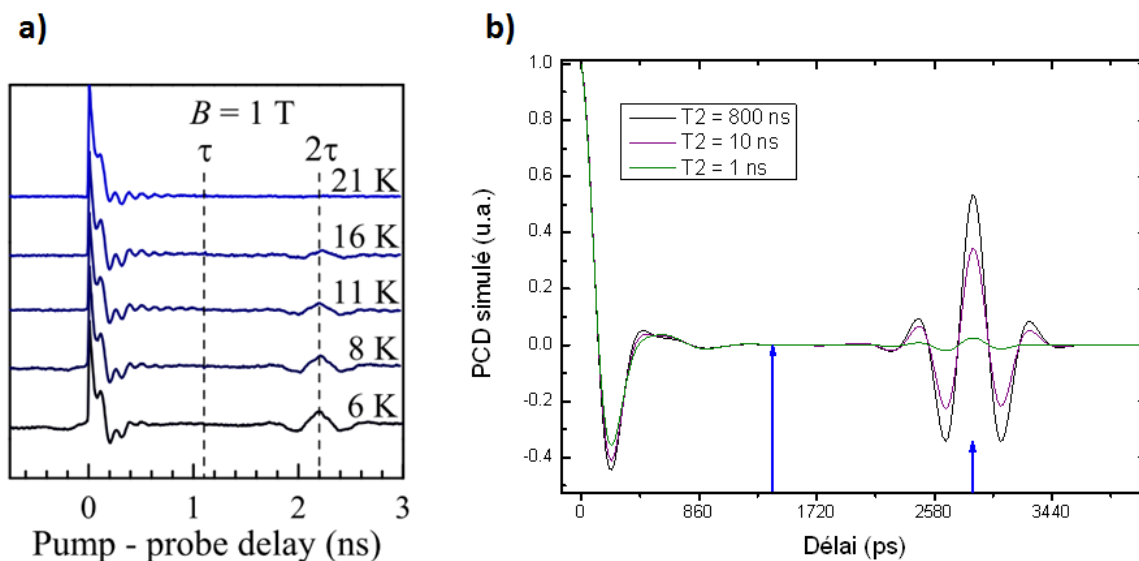 a)
B = 1 T
τ
2τ
21 K
16 K
11 K
8 K
6 K
0
1
2
3
Pump - probe delay (ns)
b)
1.0
0.8
0.6
0.4
0.2
0.0
-0.2
-0.4
PCD simulé (u.a.)
T2 = 800 ns
T2 = 10 ns
T2 = 1 ns
0
860
1720
2580
3440
Délai (ps)